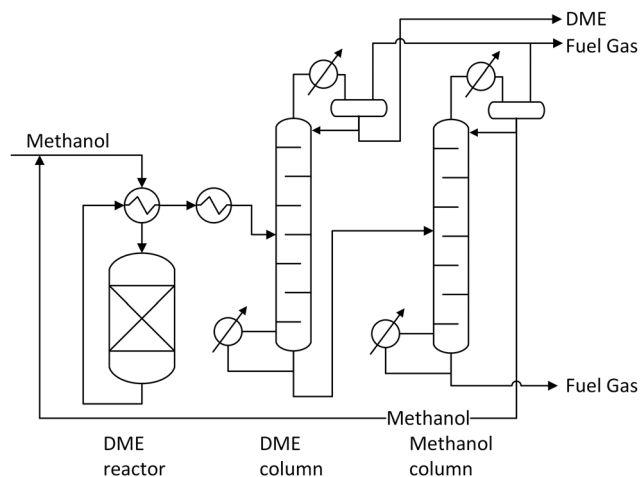 DME
Fuel Gas
Methanol
Fuel Gas
Methanol
DME
reactor
DME
column
Methanol
column